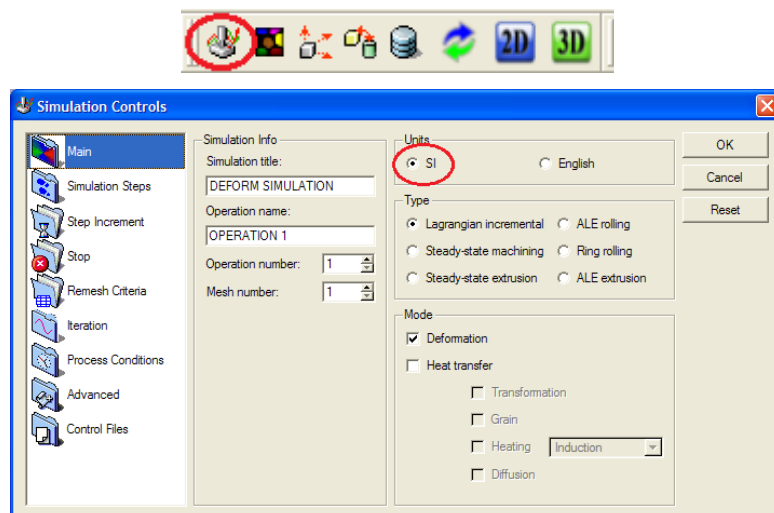 2D 3D
Simulation Controls
Main
Simulation Steps
Step Increment
Stop
Remesh Criteria
Iteration
Process Conditions
Advanced
Control Files
Simulation Info
Simulation title:
DEFORM SIMULATION
Operation name:
OPERATION 1
Operation number: 1
Mesh number: 1
Units
SI English
Type
Lagrangian incremental ALE rolling
Steady-state machining Ring rolling
Steady-state extrusion ALE extrusion
Mode
Deformation
Heat transfer
Transformation
Grain
Heating Induction
Diffusion
OK
Cancel
Reset